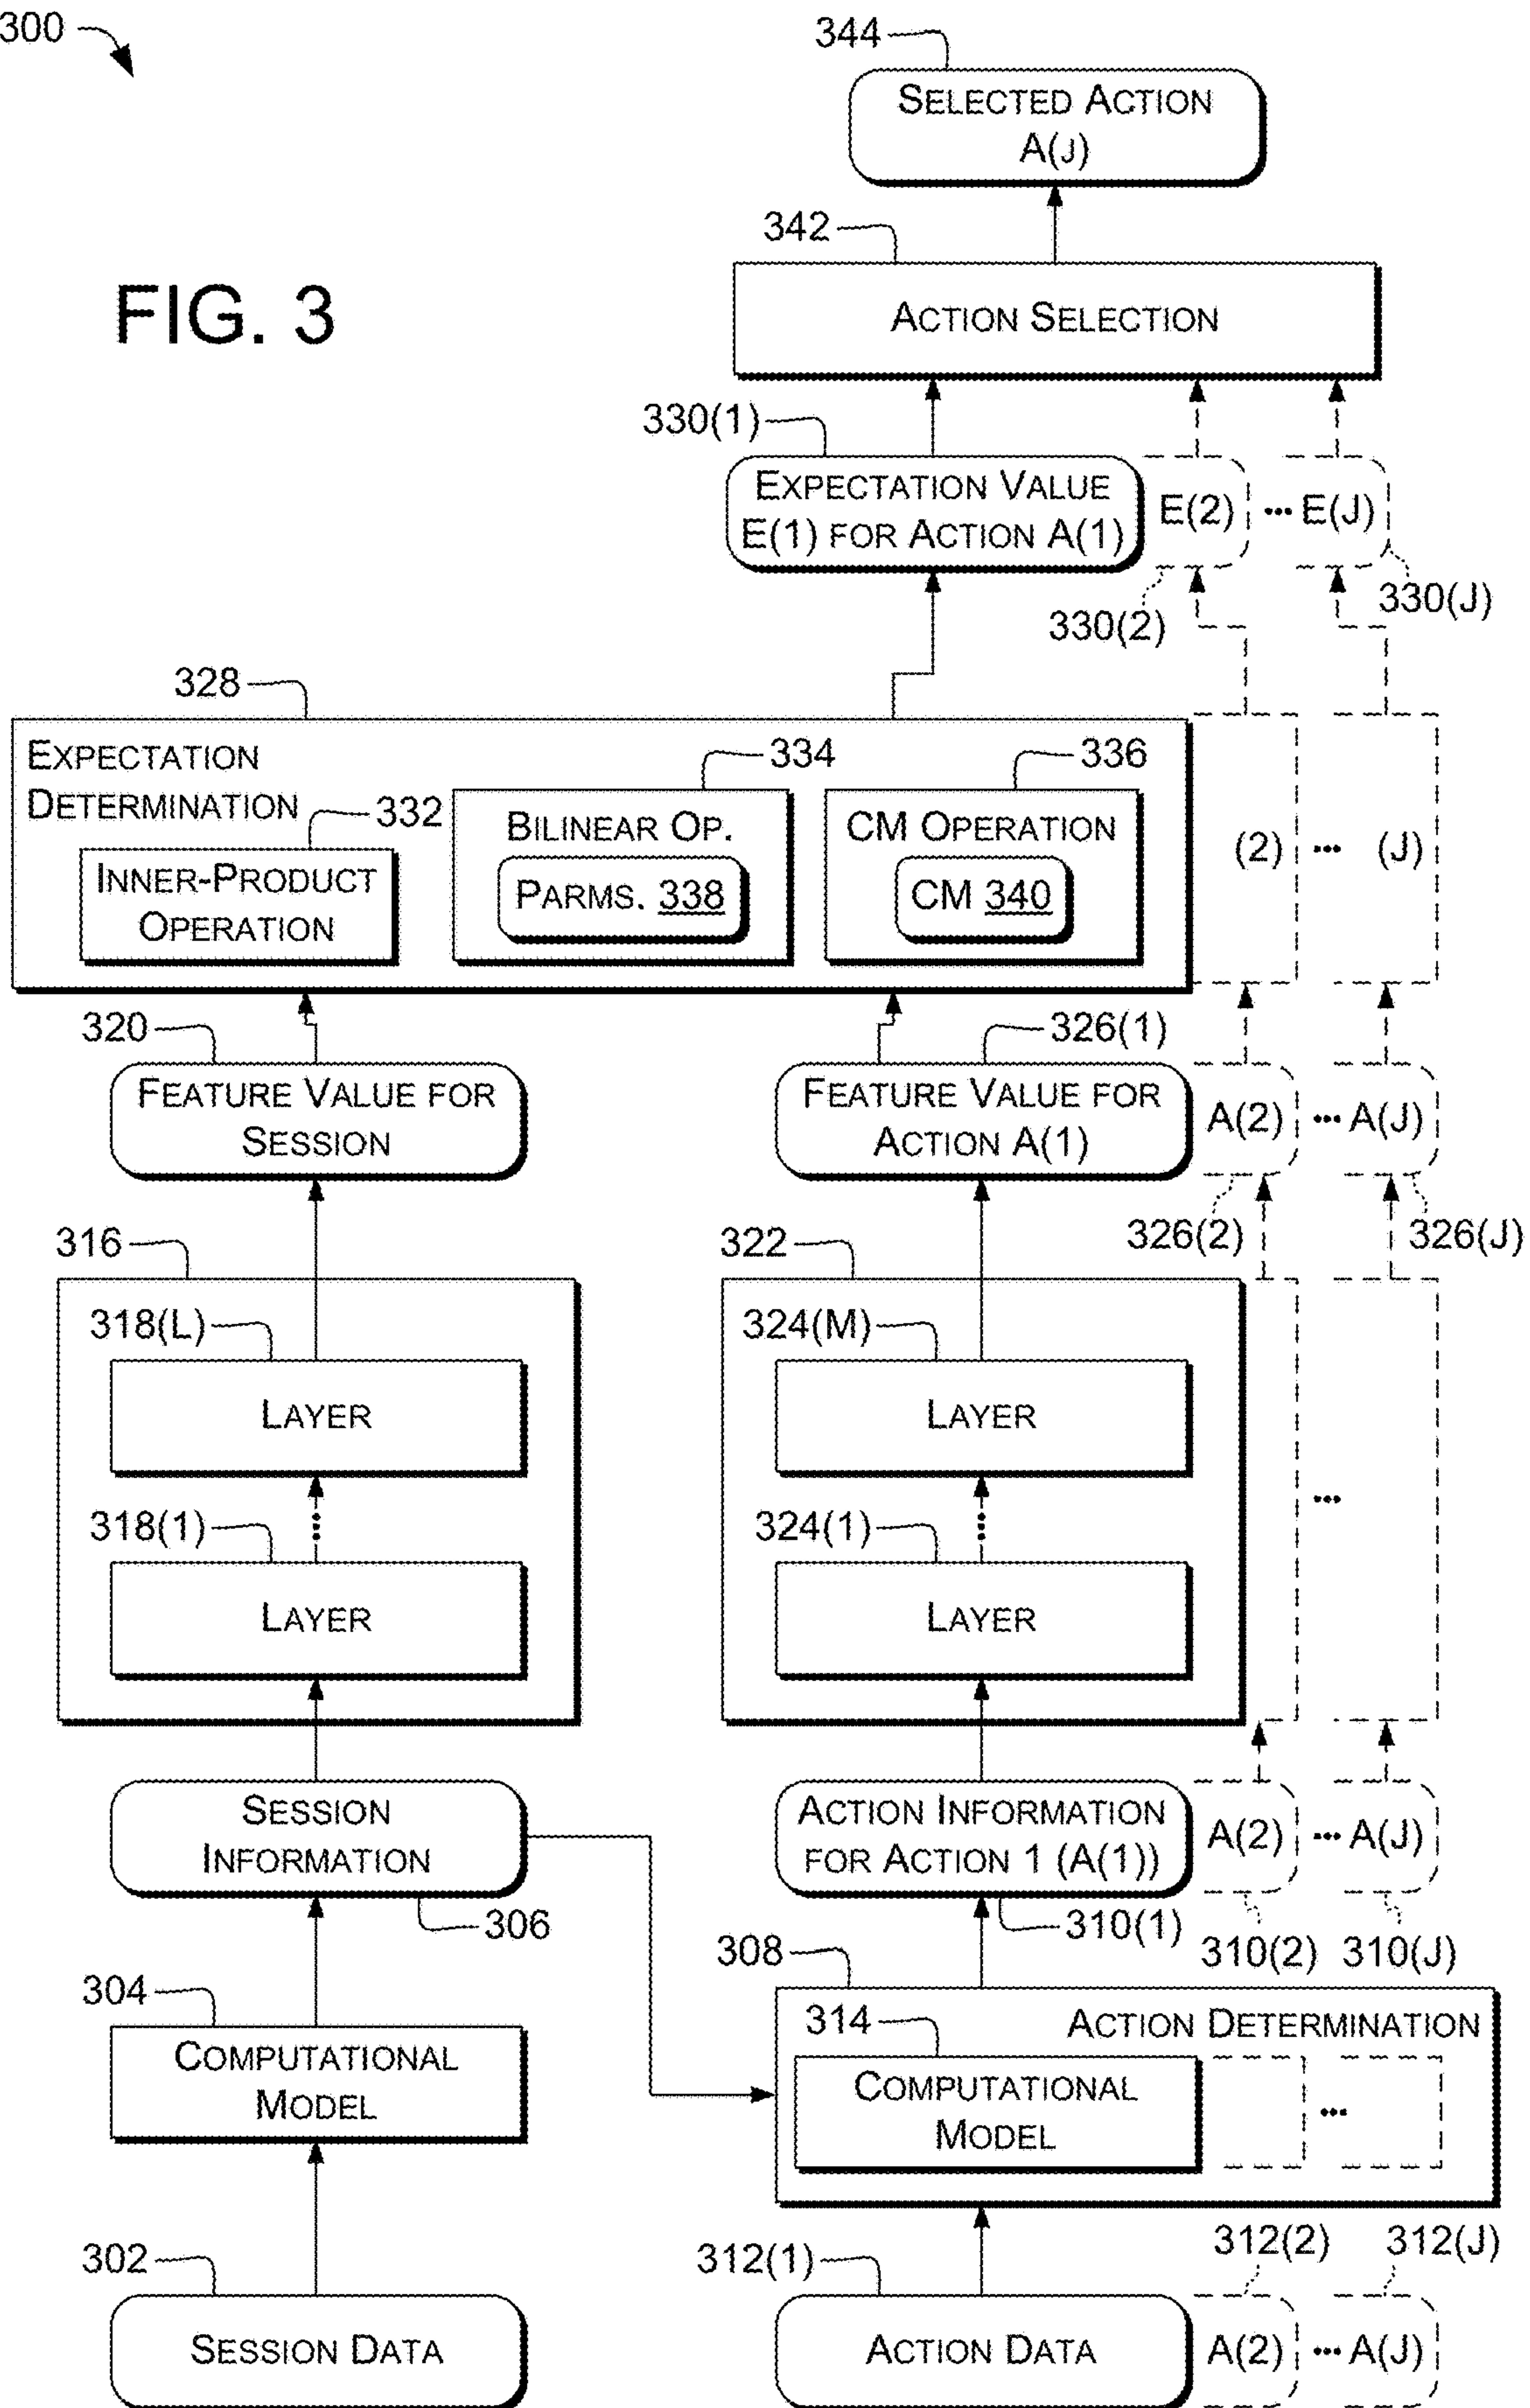 300
344
SELECTED ACTION
A(J)
342
FIG. 3
ACTION SELECTION
330(1)
EXPECTATION VALUE
E(1) FOR ACTION A(1)
E(2)
... E(J)
330(2)
330(J)
328
EXPECTATION
DETERMINATION
332
334
336
INNER-PRODUCT
OPERATION
BILINEAR OP.
PARMS. 338
CM OPERATION
CM 340
(2)
... (J)
320
326(1)
FEATURE VALUE FOR
SESSION
FEATURE VALUE FOR
ACTION A(1)
A(2)
... A(J)
326(2)
326(J)
316
322
318(L)
324(M)
LAYER
LAYER
...
...
...
318(1)
324(1)
LAYER
LAYER
SESSION
INFORMATION
ACTION INFORMATION
FOR ACTION 1 (A(1))
A(2)
... A(J)
306
310(1)
310(2)
310(J)
304
308
COMPUTATIONAL
MODEL
314
ACTION DETERMINATION
COMPUTATIONAL
MODEL
...
302
312(1)
312(2)
312(J)
SESSION DATA
ACTION DATA
A(2)
... A(J)